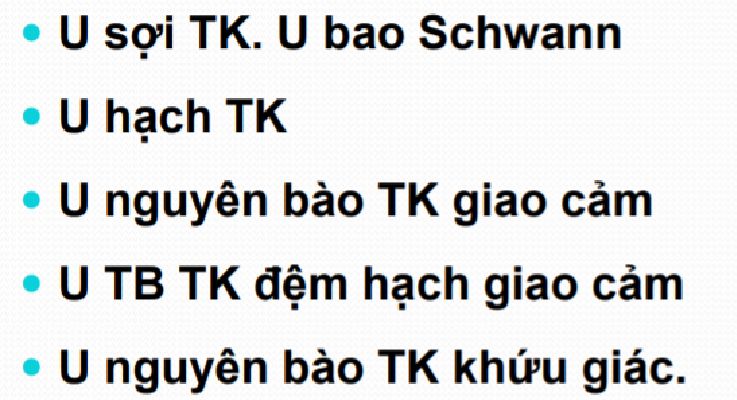 • U sợi TK. U bao Schwann
• U hạch TK
• U nguyên bào TK giao cảm
• U TB TK đệm hạch giao cảm
• U nguyên bào TK khứu giác.